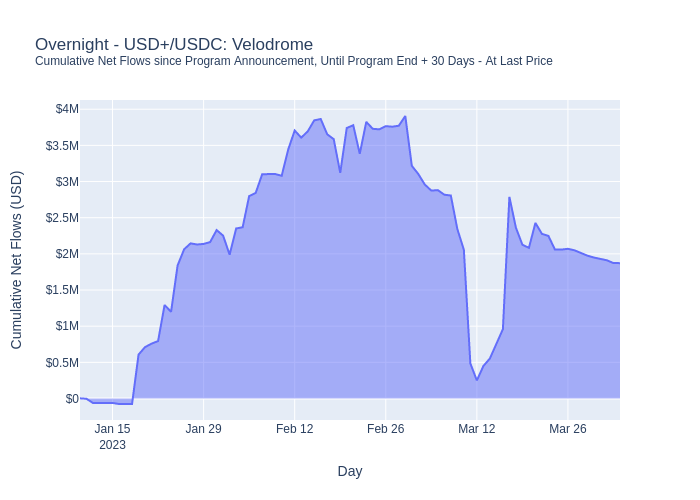 Overnight - USD+/USDC: Velodrome
Cumulative Net Flows since Program Announcement, Until Program End + 30 Days - At Last Price
Cumulative Net Flows (USD)
$4M
$3.5M
$3M
$2.5M
$2M
$1.5M
$1M
$0.5M
$0
Jan 15 Jan 29 Feb 12 Feb 26 Mar 12 Mar 26
2023
Day